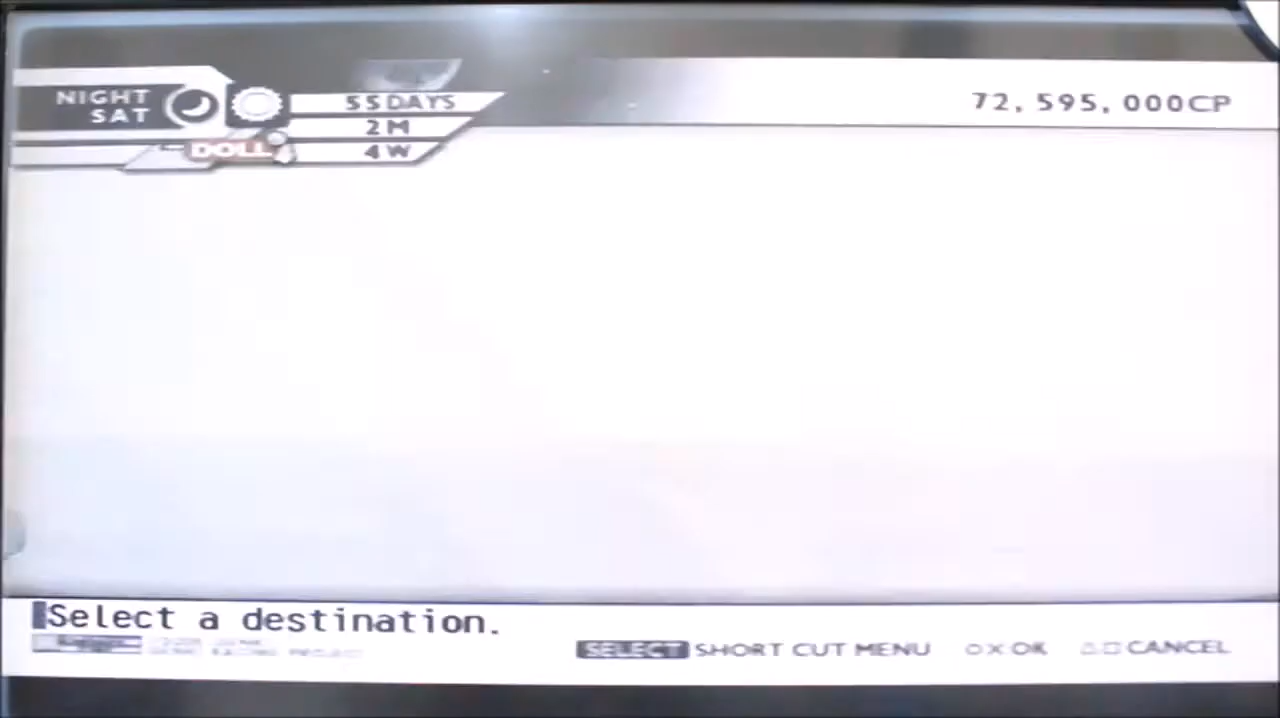 NIGHT
SAT
55DAYS
2M
4W
DOLL
72,595,000CP
Select a destination.
SELECT SHORT CUT MENU ○×OK △□CANCEL